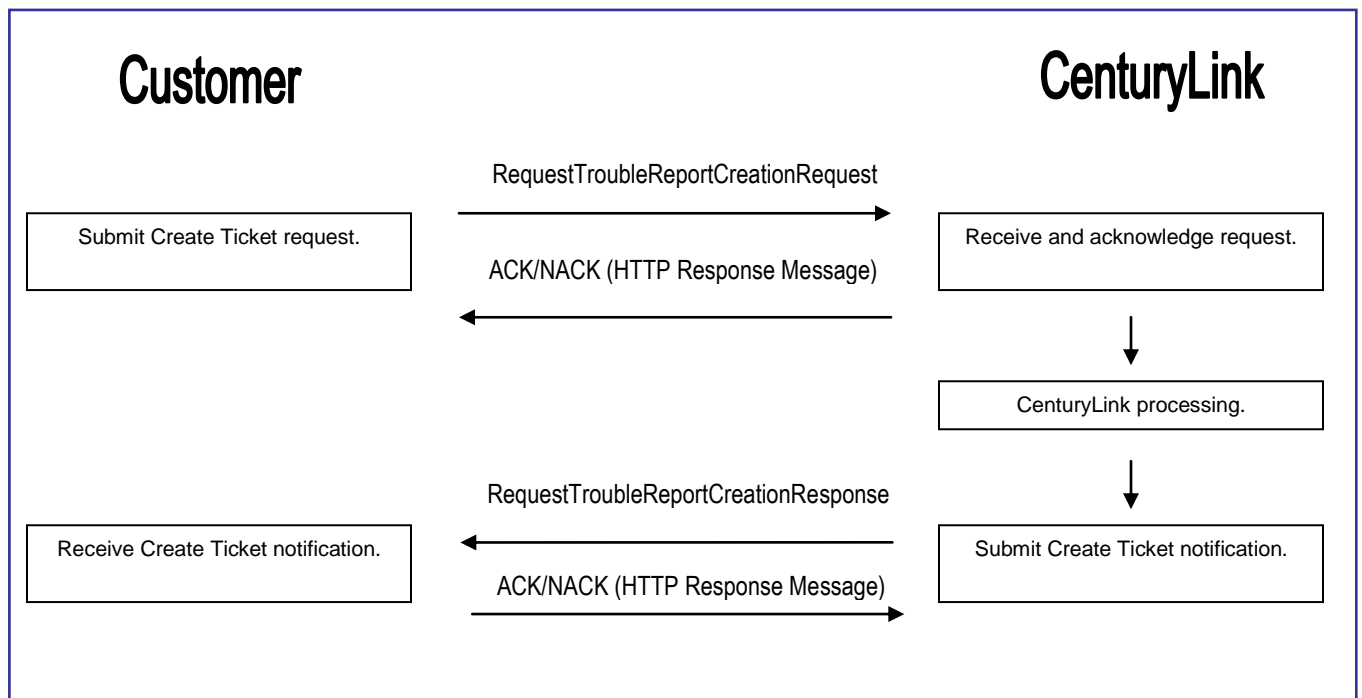 Customer
CenturyLink
RequestTroubleReportCreationRequest
Submit Create Ticket request.
Receive and acknowledge request.
ACK/NACK (HTTP Response Message)
CenturyLink processing.
RequestTroubleReportCreationResponse
Receive Create Ticket notification.
Submit Create Ticket notification.
ACK/NACK (HTTP Response Message)